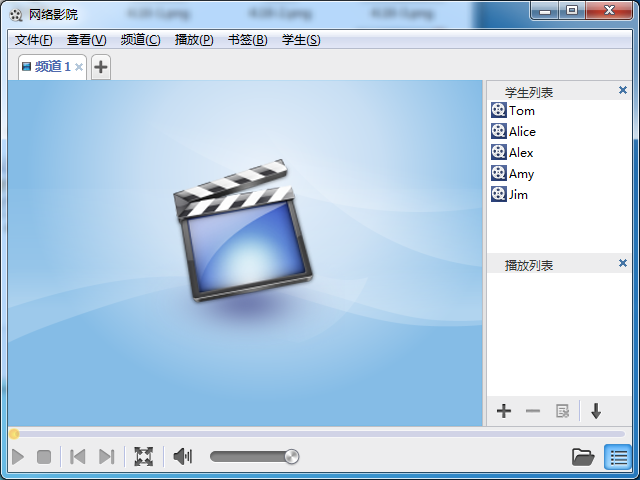 网络影院
文件(F) 查看(V) 频道(C) 播放(P) 书签(B) 学生(S)
频道 1
学生列表
Tom
Alice
Alex
Amy
Jim
播放列表